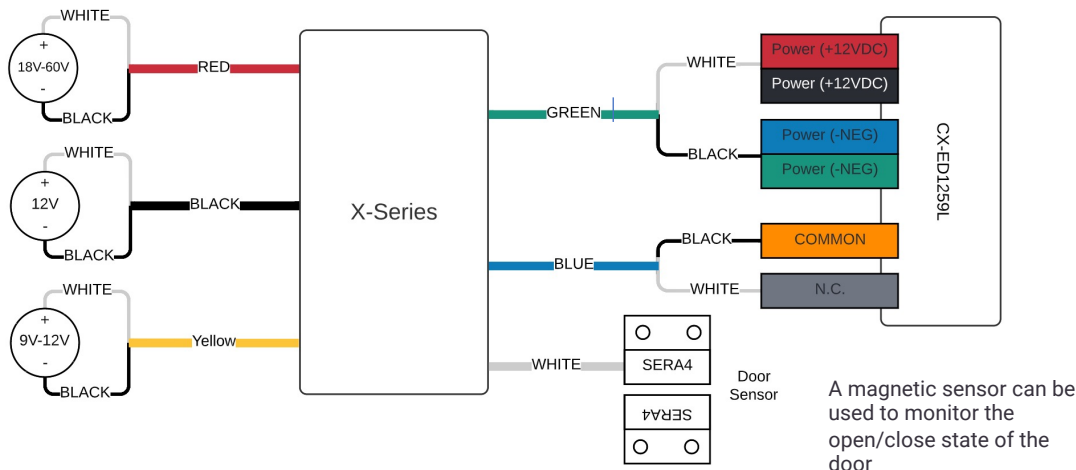 WHITE
+
18V-60V
-
BLACK
RED
WHITE
+
12V
-
BLACK
BLACK
WHITE
+
9V-12V
-
BLACK
Yellow
X-Series
GREEN
WHITE
BLACK
Power (+12VDC)
Power (+12VDC)
Power (-NEG)
Power (-NEG)
CX-ED1259L
BLUE
BLACK
WHITE
COMMON
N.C.
WHITE
SERA4
SERA4
Door
Sensor
A magnetic sensor can be
used to monitor the
open/close state of the
door